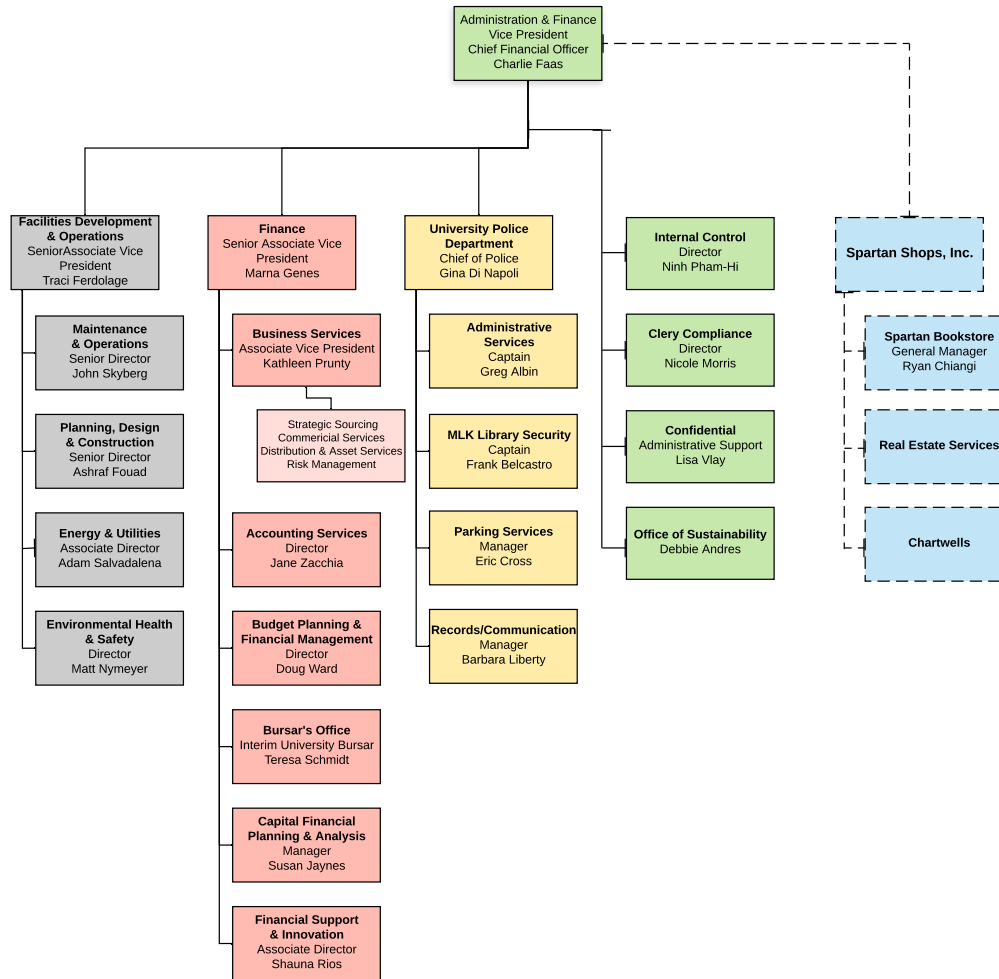 Administration & Finance
Vice President
Chief Financial Officer
Charlie Faas
Facilities Development
& Operations
SeniorAssociate Vice
President
Traci Ferdolage
Maintenance
& Operations
Senior Director
John Skyberg
Planning, Design
& Construction
Senior Director
Ashraf Fouad
Energy & Utilities
Associate Director
Adam Salvadalena
Environmental Health
& Safety
Director
Matt Nymeyer
Finance
Senior Associate Vice
President
Marna Genes
Business Services
Associate Vice President
Kathleen Prunty
Strategic Sourcing
Commericial Services
Distribution & Asset Services
Risk Management
Accounting Services
Director
Jane Zacchia
Budget Planning &
Financial Management
Director
Doug Ward
Bursar's Office
Interim University Bursar
Teresa Schmidt
Capital Financial
Planning & Analysis
Manager
Susan Jaynes
Financial Support
& Innovation
Associate Director
Shauna Rios
University Police
Department
Chief of Police
Gina Di Napoli
Administrative
Services
Captain
Greg Albin
MLK Library Security
Captain
Frank Belcastro
Parking Services
Manager
Eric Cross
Records/Communication
Manager
Barbara Liberty
Internal Control
Director
Ninh Pham-Hi
Clery Compliance
Director
Nicole Morris
Confidential
Administrative Support
Lisa Vlay
Office of Sustainability
Debbie Andres
Spartan Shops, Inc.
Spartan Bookstore
General Manager
Ryan Chiangi
Real Estate Services
Chartwells